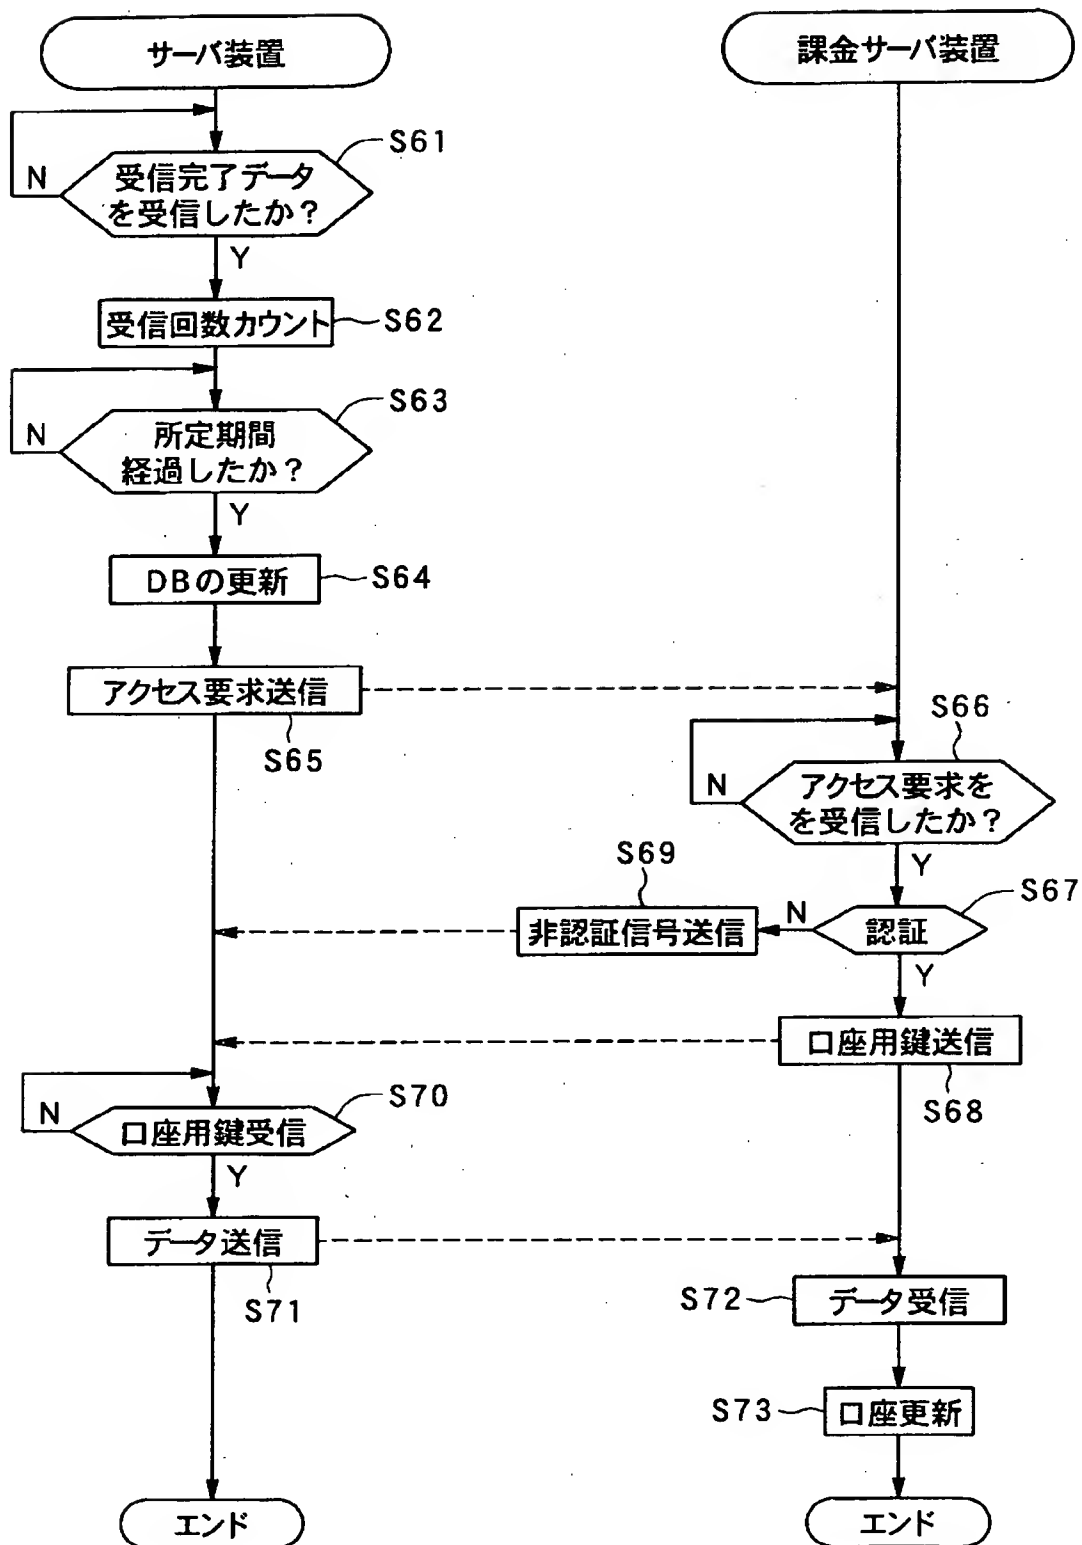 サーバ装置
課金サーバ装置
S61
N
受信完了データ
を受信したか?
Y
受信回数カウント
S62
S63
N
所定期間
経過したか?
Y
DBの更新
S64
アクセス要求送信
S65
S66
N
アクセス要求を
を受信したか?
Y
S69
S67
非認証信号送信
N
認証
Y
口座用鍵送信
S68
S70
N
口座用鍵受信
Y
データ送信
S71
S72
データ受信
S73
口座更新
エンド
エンド